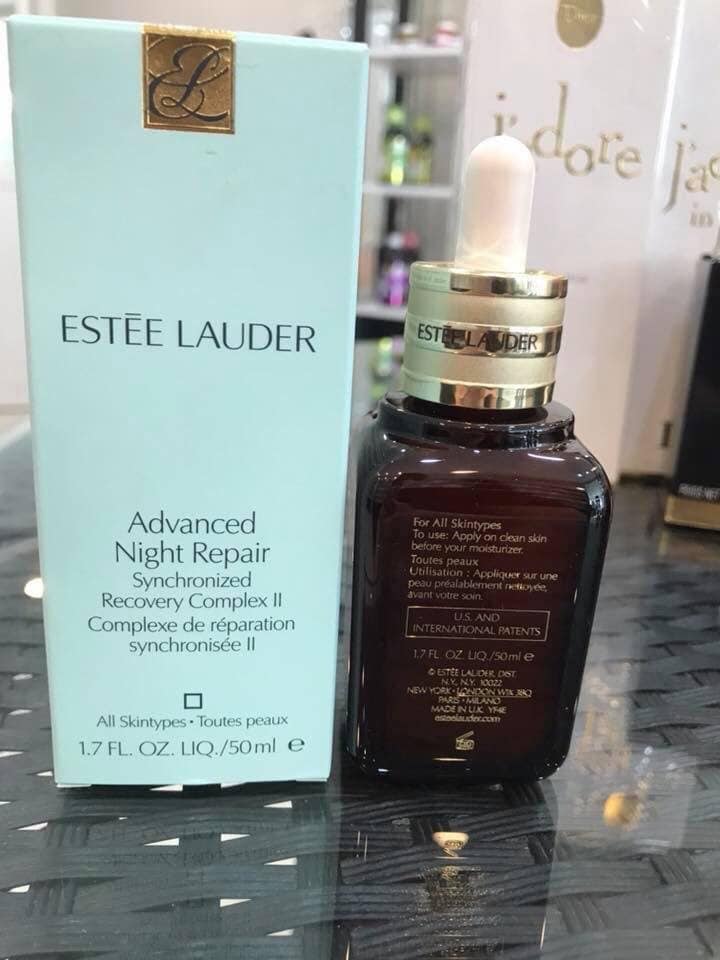 ESTĒE LAUDER
Advanced
Night Repair
Synchronized
Recovery Complex II
Complexe de réparation
synchronisée II
All Skintypes • Toutes peaux
1.7 FL. OZ. LIQ./50 ml e
ESTĒE LAUDER
For All Skintypes
To use: Apply on clean skin
before your moisturizer.
Toutes peaux
Utilisation : Appliquer sur une
peau préalablement nettoyée,
avant votre soin.
U.S. AND
INTERNATIONAL PATENTS
1.7 FL. OZ. LIQ./50 ml e
© ESTĒE LAUDER, DIST.
N.Y., N.Y. 10022
NEW YORK • LONDON W1K 3BQ
PARIS • MILANO
MADE IN U.K. YF4E
esteelauder.com
Dior
j'adore
in